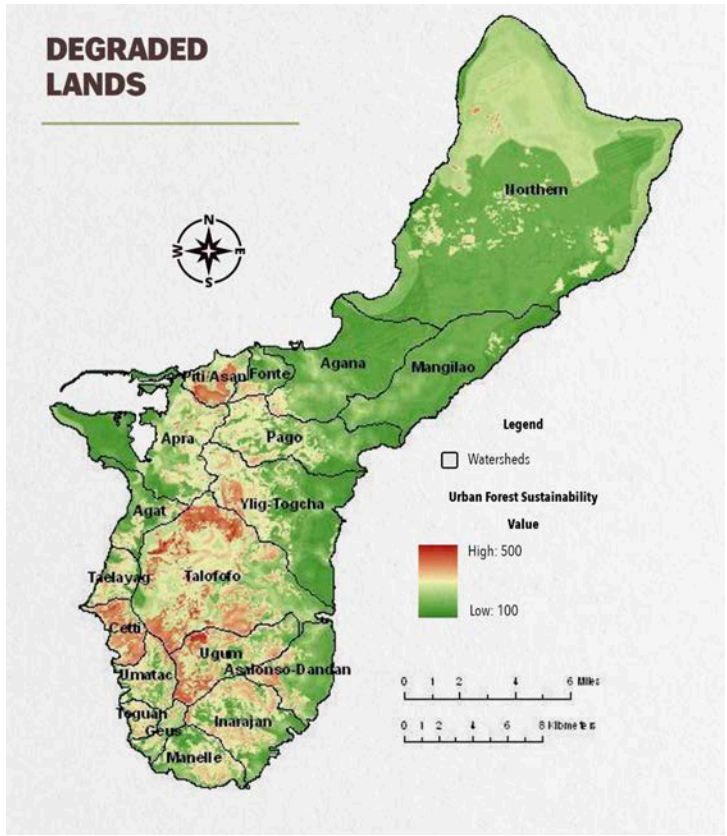 DEGRADED
LANDS
N
W
E
S
Northern
Piti/Asan
Fonte
Agana
Mangilao
Apra
Pago
Legend
Watersheds
Urban Forest Sustainability
Value
High: 500
Low: 100
Agat
Ylig-Togcha
Taelayag
Talofofo
Cetti
Ugum
Asalonso-Dandan
Umatac
Toguan
Geus
Inarajan
Manelle
0 1 2 4 6 Miles
0 1 2 4 6 8 Kilometers